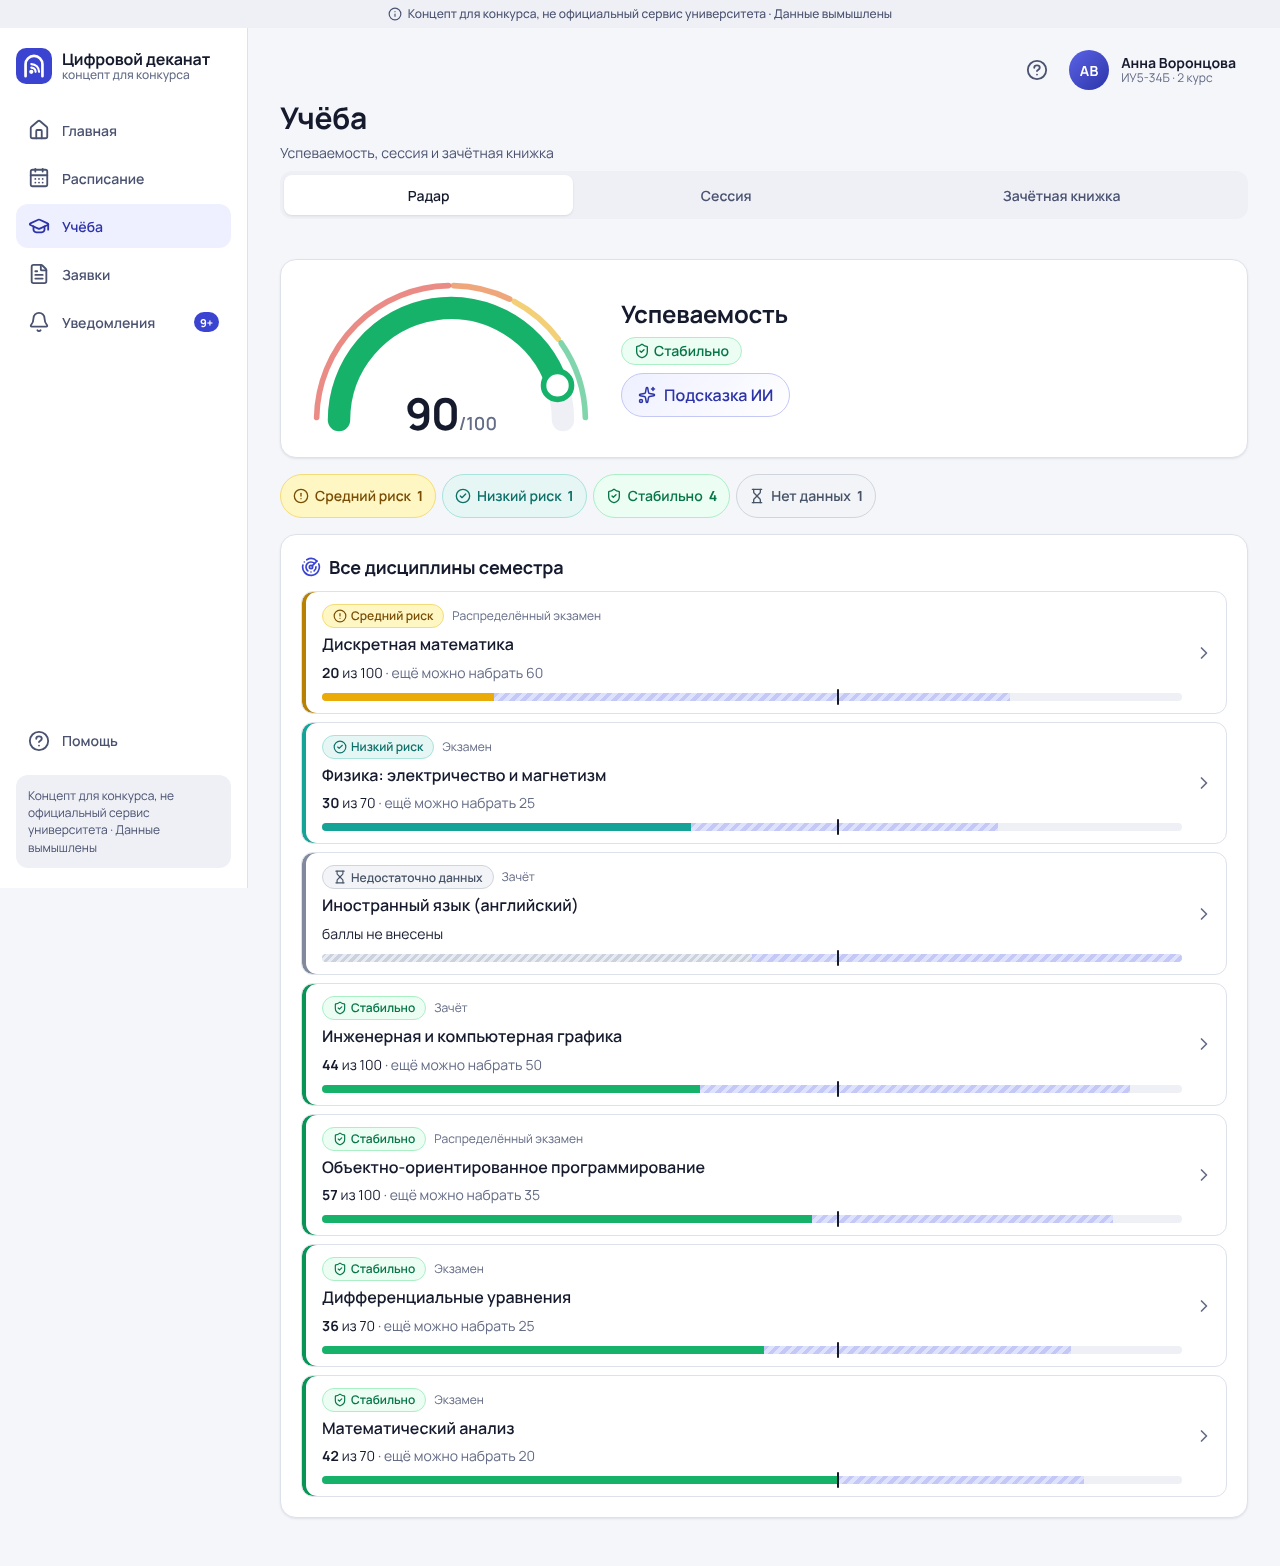 Концепт для конкурса, не официальный сервис университета · Данные вымышлены
Цифровой деканат
концепт для конкурса
Главная
Расписание
Учёба
Заявки
Уведомления 9+
Помощь
Концепт для конкурса, не
официальный сервис
университета · Данные
вымышлены
АВ
Анна Воронцова
ИУ5-34Б · 2 курс
Учёба
Успеваемость, сессия и зачётная книжка
Радар Сессия Зачётная книжка
90/100
Успеваемость
Стабильно
Подсказка ИИ
Средний риск 1 Низкий риск 1 Стабильно 4 Нет данных 1
Все дисциплины семестра
Средний риск Распределённый экзамен
Дискретная математика
20 из 100 · ещё можно набрать 60
Низкий риск Экзамен
Физика: электричество и магнетизм
30 из 70 · ещё можно набрать 25
Недостаточно данных Зачёт
Иностранный язык (английский)
баллы не внесены
Стабильно Зачёт
Инженерная и компьютерная графика
44 из 100 · ещё можно набрать 50
Стабильно Распределённый экзамен
Объектно-ориентированное программирование
57 из 100 · ещё можно набрать 35
Стабильно Экзамен
Дифференциальные уравнения
36 из 70 · ещё можно набрать 25
Стабильно Экзамен
Математический анализ
42 из 70 · ещё можно набрать 20